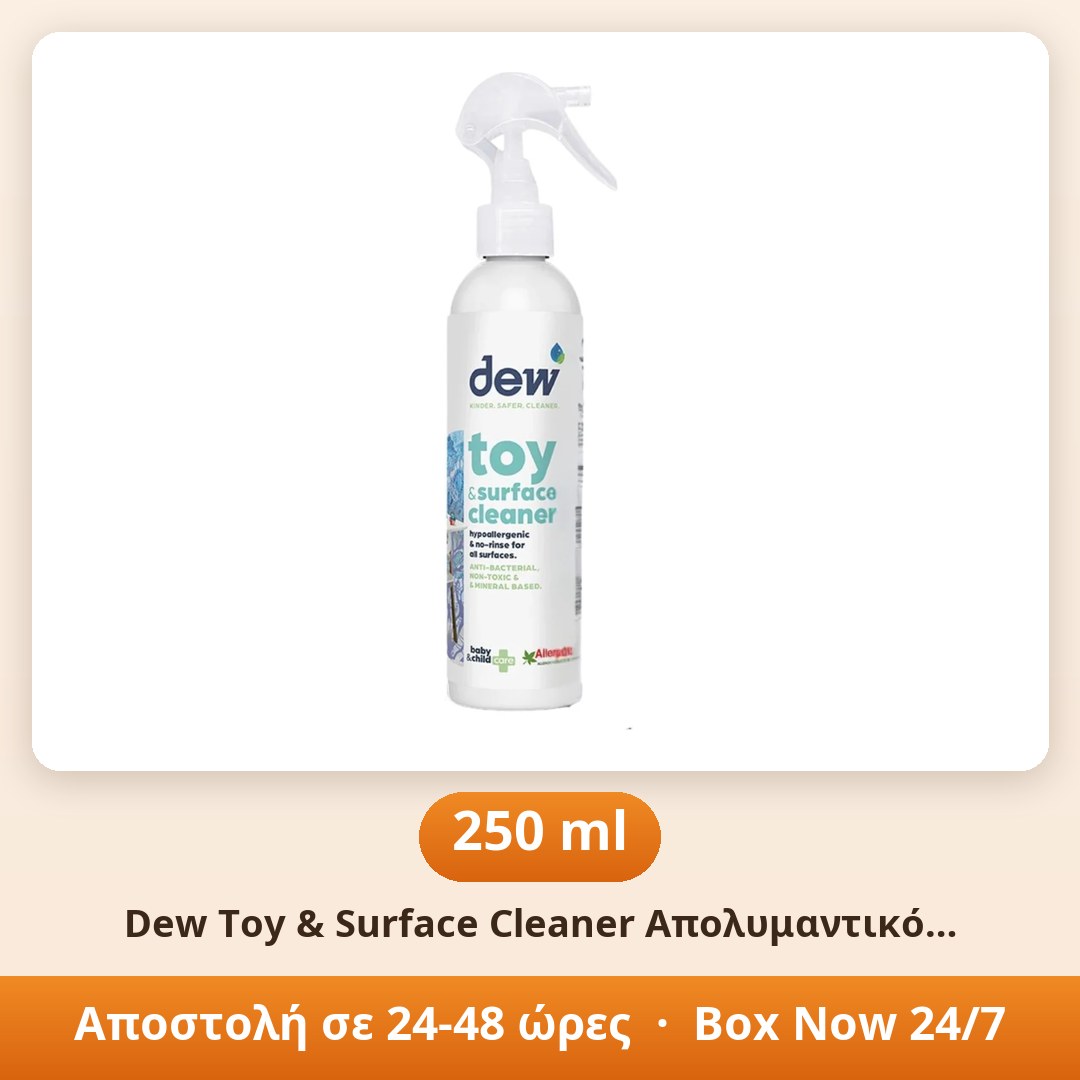 dew
KINDER. SAFER. CLEANER.
toy
& surface
cleaner
hypoallergenic
& no-rinse for
all surfaces.
ANTI-BACTERIAL,
NON-TOXIC &
& MINERAL BASED.
baby
& child care
250 ml
Dew Toy & Surface Cleaner Απολυμαντικό...
Αποστολή σε 24-48 ώρες · Box Now 24/7